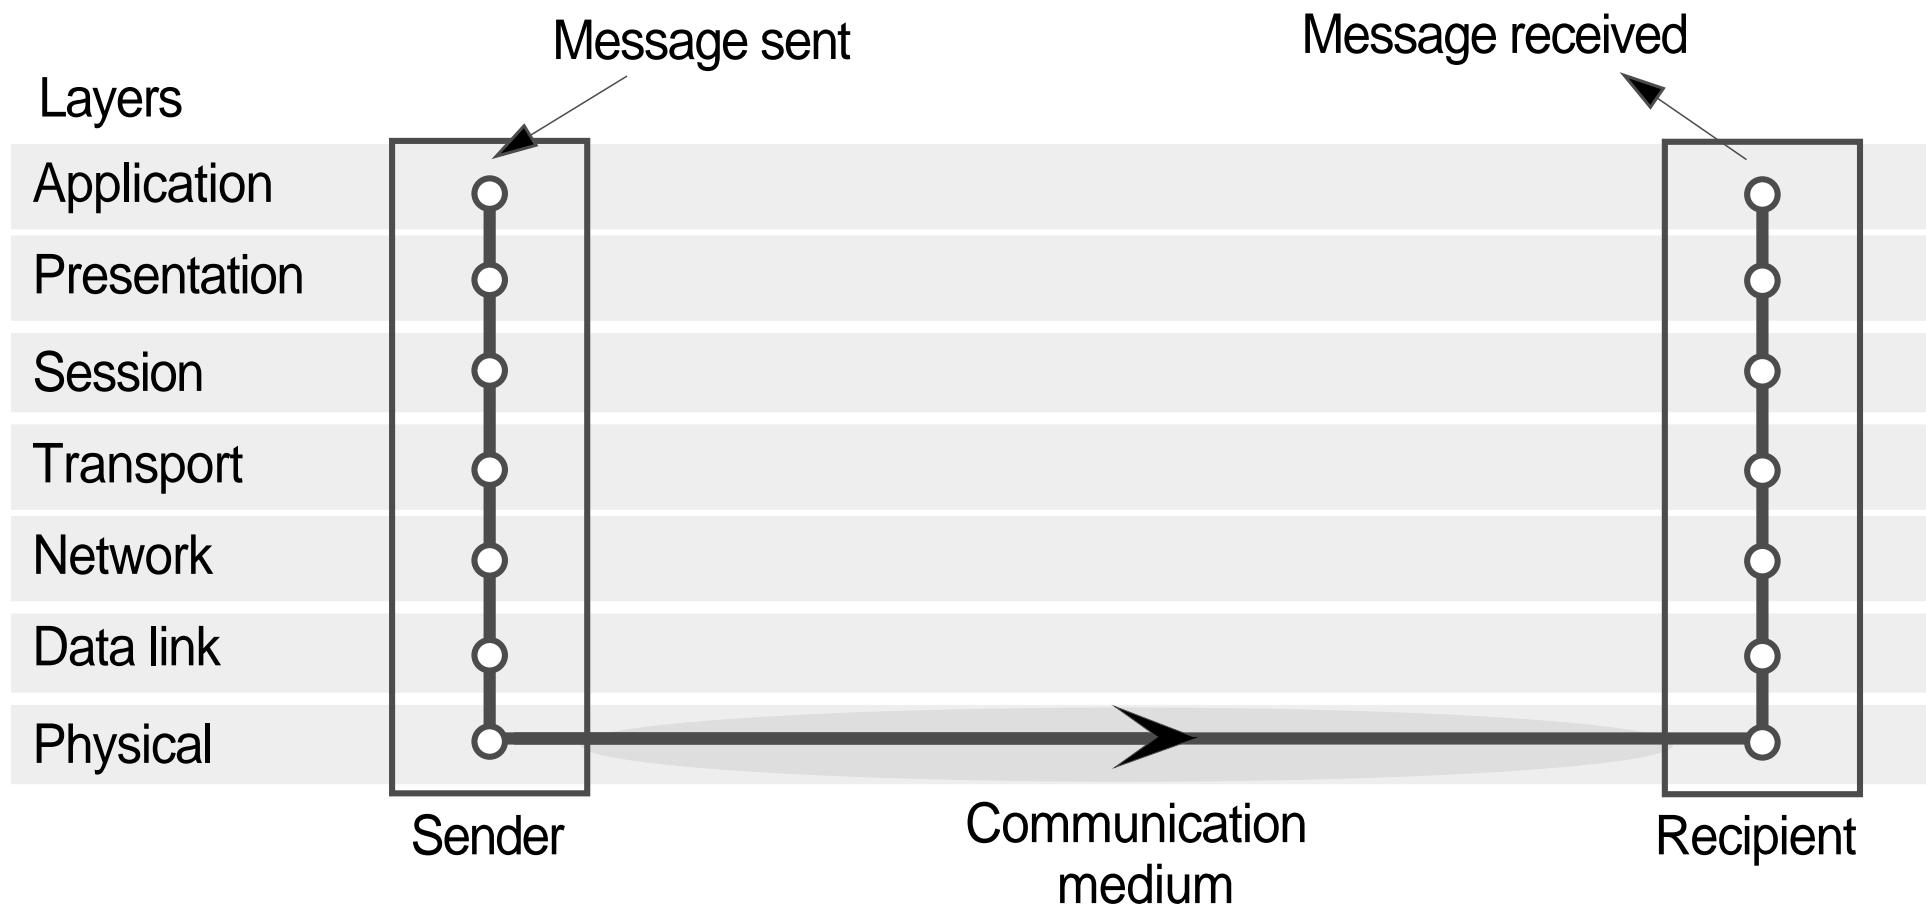 Message sent
Message received
Layers
Application
Presentation
Session
Transport
Network
Data link
Physical
Sender
Communication
medium
Recipient